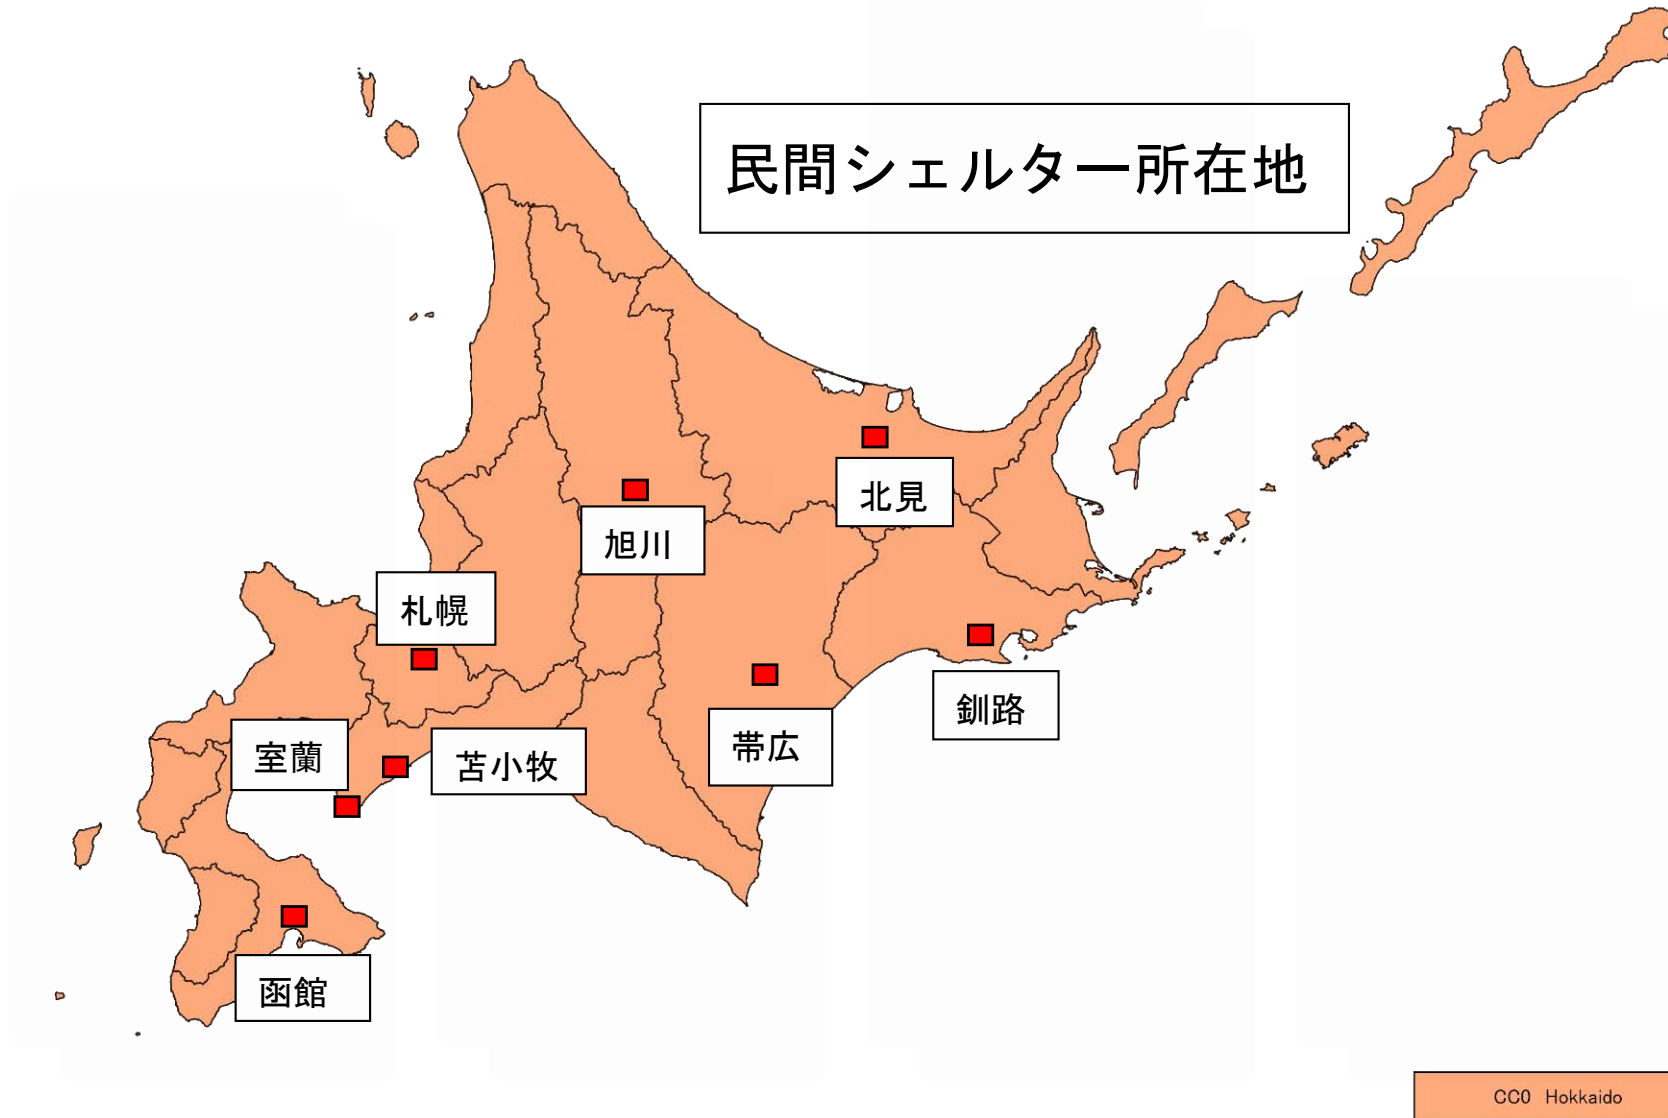 民間シェルター所在地
北見
旭川
札幌
釧路
帯広
室蘭
苫小牧
函館
CC0 Hokkaido